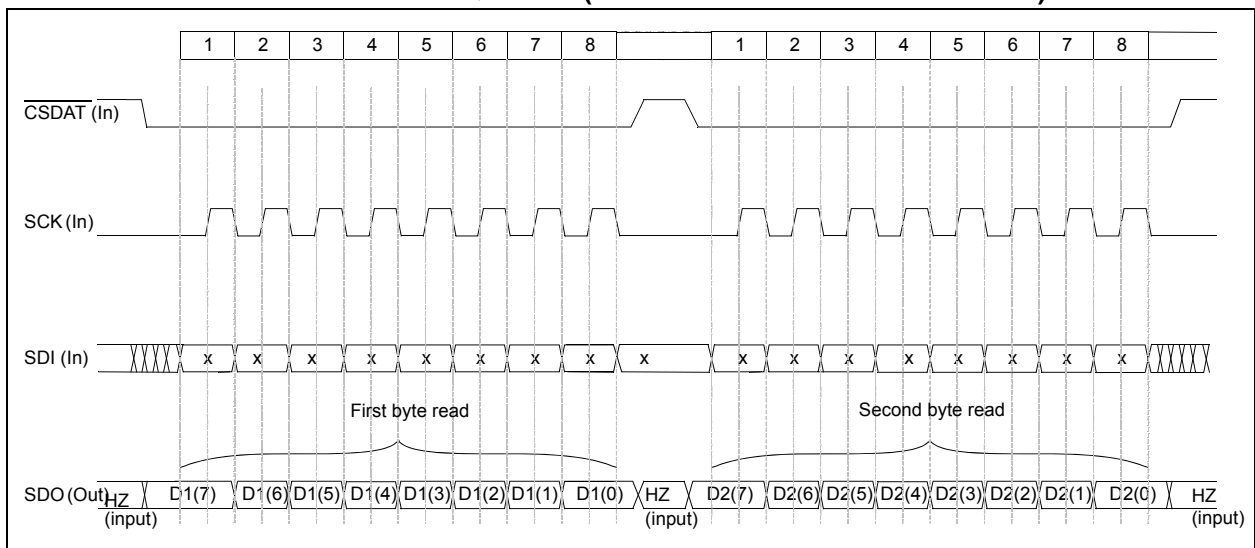 1 2 3 4 5 6 7 8 1 2 3 4 5 6 7 8
CSDAT (In)
SCK (In)
SDI (In) x x x x x x x x x x x x x x x x x
First byte read Second byte read
SDO (Out) HZ D1(7) D1(6) D1(5) D1(4) D1(3) D1(2) D1(1) D1(0) HZ D2(7) D2(6) D2(5) D2(4) D2(3) D2(2) D2(1) D2(0) HZ
(input) (input) (input)